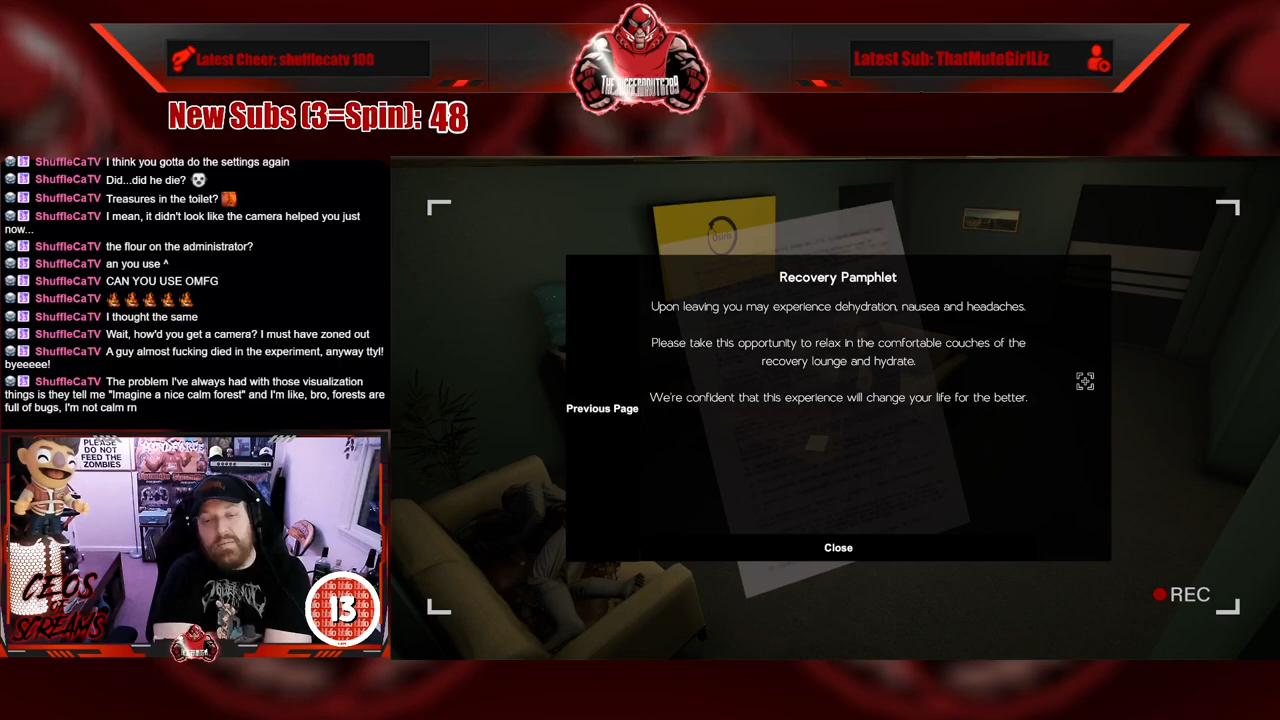 Latest Cheer: shufflecatv 100
THEJUGGERNAUT6789
Latest Sub: ThatMuteGirlLiz
New Subs (3=Spin): 48
ShuffleCaTV I think you gotta do the settings again
ShuffleCaTV Did...did he die?
ShuffleCaTV Treasures in the toilet?
ShuffleCaTV I mean, it didn't look like the camera helped you just
now...
ShuffleCaTV the flour on the administrator?
ShuffleCaTV an you use ^
ShuffleCaTV CAN YOU USE OMFG
ShuffleCaTV
ShuffleCaTV I thought the same
ShuffleCaTV Wait, how'd you get a camera? I must have zoned out
ShuffleCaTV A guy almost fucking died in the experiment, anyway ttyl!
byeeeee!
ShuffleCaTV The problem I've always had with those visualization
things is they tell me "Imagine a nice calm forest" and I'm like, bro, forests are
full of bugs, I'm not calm rn
Osiris
Recovery Pamphlet
Upon leaving you may experience dehydration, nausea and headaches.
Please take this opportunity to relax in the comfortable couches of the
recovery lounge and hydrate.
We're confident that this experience will change your life for the better.
Previous Page
Close
REC
PLEASE
DO NOT
FEED THE
ZOMBIES
CEOS
OF
SCREAMS
13